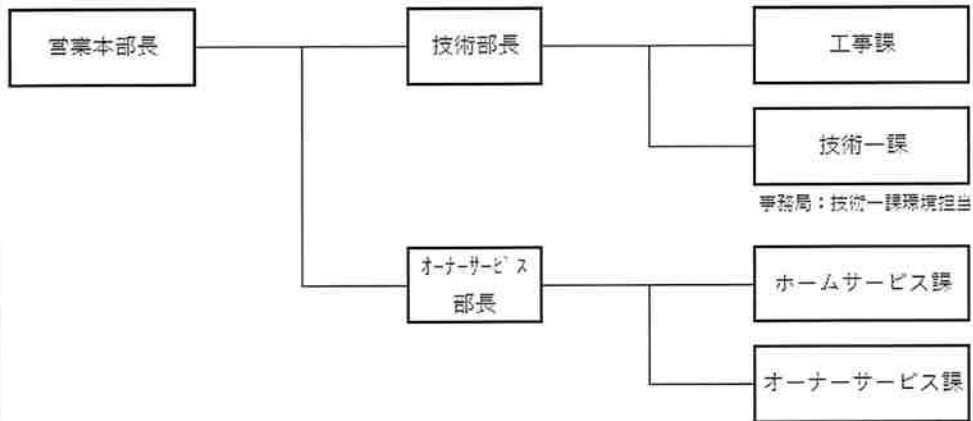 営業本部長
技術部長
工事課
技術一課
事務局：技術一課環境担当
オーナーサービス
部長
ホームサービス課
オーナーサービス課